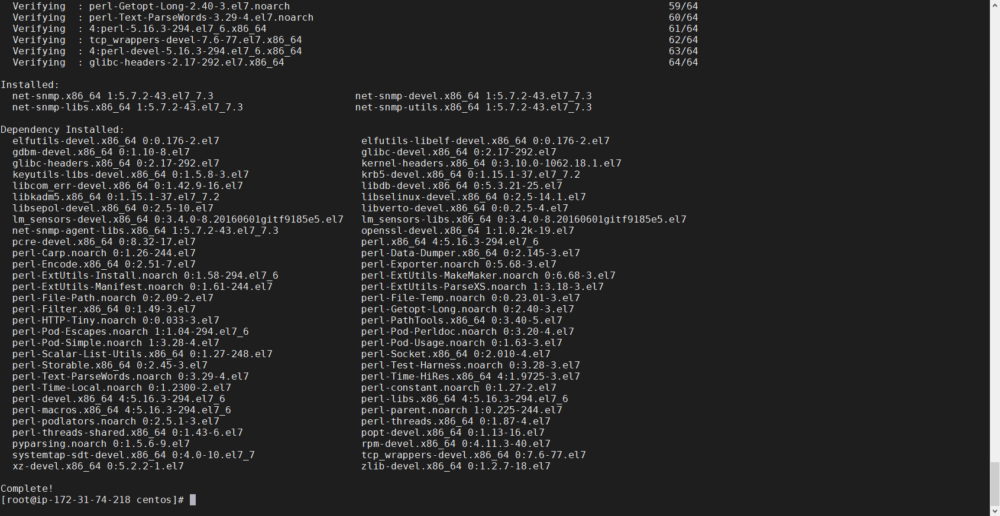 Verifying : perl-Getopt-Long-2.40-3.el7.noarch 59/64
Verifying : perl-Text-ParseWords-3.29-4.el7.noarch 60/64
Verifying : 4:perl-5.16.3-294.el7_6.x86_64 61/64
Verifying : tcp_wrappers-devel-7.6-77.el7.x86_64 62/64
Verifying : 4:perl-devel-5.16.3-294.el7_6.x86_64 63/64
Verifying : glibc-headers-2.17-292.el7.x86_64 64/64
Installed:
net-snmp.x86_64 1:5.7.2-43.el7_7.3 net-snmp-devel.x86_64 1:5.7.2-43.el7_7.3
net-snmp-libs.x86_64 1:5.7.2-43.el7_7.3 net-snmp-utils.x86_64 1:5.7.2-43.el7_7.3
Dependency Installed:
elfutils-devel.x86_64 0:0.176-2.el7 elfutils-libelf-devel.x86_64 0:0.176-2.el7
gdbm-devel.x86_64 0:1.10-8.el7 glibc-devel.x86_64 0:2.17-292.el7
glibc-headers.x86_64 0:2.17-292.el7 kernel-headers.x86_64 0:3.10.0-1062.18.1.el7
keyutils-libs-devel.x86_64 0:1.5.8-3.el7 krb5-devel.x86_64 0:1.15.1-37.el7_7.2
libcom_err-devel.x86_64 0:1.42.9-16.el7 libdb-devel.x86_64 0:5.3.21-25.el7
libkadm5.x86_64 0:1.15.1-37.el7_7.2 libselinux-devel.x86_64 0:2.5-14.1.el7
libsepol-devel.x86_64 0:2.5-10.el7 libverto-devel.x86_64 0:0.2.5-4.el7
lm_sensors-devel.x86_64 0:3.4.0-8.20160601gitf9185e5.el7 lm_sensors-libs.x86_64 0:3.4.0-8.20160601gitf9185e5.el7
net-snmp-agent-libs.x86_64 1:5.7.2-43.el7_7.3 openssl-devel.x86_64 1:1.0.2k-19.el7
pcre-devel.x86_64 0:8.32-17.el7 perl.x86_64 4:5.16.3-294.el7_6
perl-Carp.noarch 0:1.26-244.el7 perl-Data-Dumper.x86_64 0:2.145-3.el7
perl-Encode.x86_64 0:2.51-7.el7 perl-Exporter.noarch 0:5.68-3.el7
perl-ExtUtils-Install.noarch 0:1.58-294.el7_6 perl-ExtUtils-MakeMaker.noarch 0:6.68-3.el7
perl-ExtUtils-Manifest.noarch 0:1.61-244.el7 perl-ExtUtils-ParseXS.noarch 1:3.18-3.el7
perl-File-Path.noarch 0:2.09-2.el7 perl-File-Temp.noarch 0:0.23.01-3.el7
perl-Filter.x86_64 0:1.49-3.el7 perl-Getopt-Long.noarch 0:2.40-3.el7
perl-HTTP-Tiny.noarch 0:0.033-3.el7 perl-PathTools.x86_64 0:3.40-5.el7
perl-Pod-Escapes.noarch 1:1.04-294.el7_6 perl-Pod-Perldoc.noarch 0:3.20-4.el7
perl-Pod-Simple.noarch 1:3.28-4.el7 perl-Pod-Usage.noarch 0:1.63-3.el7
perl-Scalar-List-Utils.x86_64 0:1.27-248.el7 perl-Socket.x86_64 0:2.010-4.el7
perl-Storable.x86_64 0:2.45-3.el7 perl-Test-Harness.noarch 0:3.28-3.el7
perl-Text-ParseWords.noarch 0:3.29-4.el7 perl-Time-HiRes.x86_64 4:1.9725-3.el7
perl-Time-Local.noarch 0:1.2300-2.el7 perl-constant.noarch 0:1.27-2.el7
perl-devel.x86_64 4:5.16.3-294.el7_6 perl-libs.x86_64 4:5.16.3-294.el7_6
perl-macros.x86_64 4:5.16.3-294.el7_6 perl-parent.noarch 1:0.225-244.el7
perl-podlators.noarch 0:2.5.1-3.el7 perl-threads.x86_64 0:1.87-4.el7
perl-threads-shared.x86_64 0:1.43-6.el7 popt-devel.x86_64 0:1.13-16.el7
pyparsing.noarch 0:1.5.6-9.el7 rpm-devel.x86_64 0:4.11.3-40.el7
systemtap-sdt-devel.x86_64 0:4.0-10.el7_7 tcp_wrappers-devel.x86_64 0:7.6-77.el7
xz-devel.x86_64 0:5.2.2-1.el7 zlib-devel.x86_64 0:1.2.7-18.el7
Complete!
[root@ip-172-31-74-218 centos]#